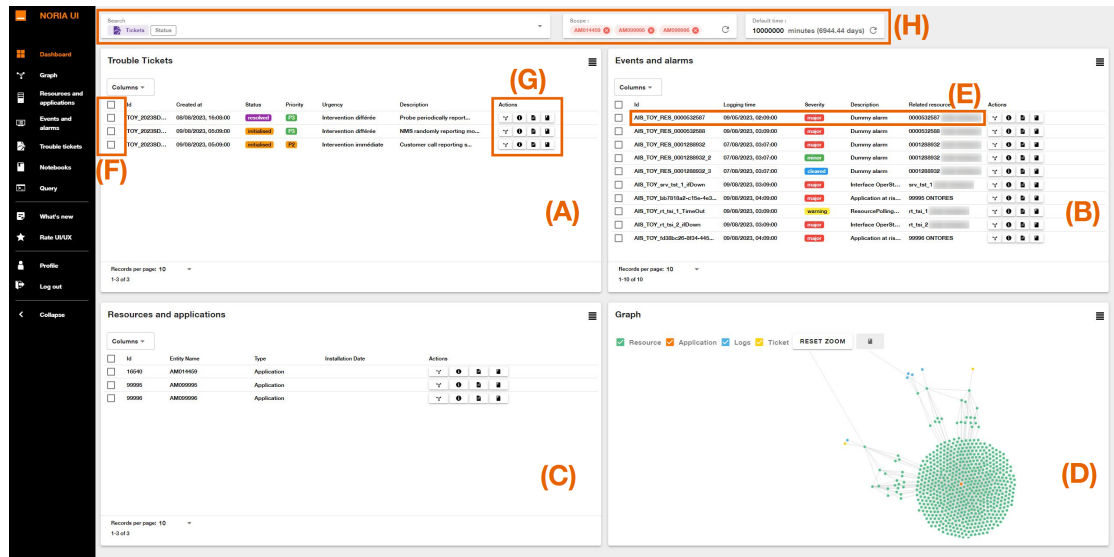 NORIA UI
Search
Tickets Status
Scope :
AM014459 AM099995 AM099996
Default time :
10000000 minutes (6944.44 days)
(H)
Dashboard
Graph
Resources and applications
Events and alarms
Trouble tickets
Notebooks
Query
What's new
Rate UI/UX
Profile
Log out
Collapse
Trouble Tickets
(G)
Columns
Id Created at Status Priority Urgency Description Actions
TOY_2023SD... 08/08/2023, 16:08:00 resolved P3 Intervention différée Probe periodically report...
TOY_2023SD... 09/08/2023, 05:09:00 initialised P3 Intervention différée NMS randomly reporting mo...
TOY_2023SD... 09/08/2023, 05:09:00 initialised P2 Intervention immédiate Customer call reporting s...
(F)
(A)
Records per page: 10
1-3 of 3
Events and alarms
Columns
(E)
Id Logging time Severity Description Related resource Actions
AIS_TOY_RES_0000532587 09/05/2023, 02:09:00 major Dummy alarm 0000532587
AIS_TOY_RES_0000532588 09/08/2023, 03:09:00 major Dummy alarm 0000532588
AIS_TOY_RES_0001288932 07/08/2023, 03:07:00 major Dummy alarm 0001288932
AIS_TOY_RES_0001288932_2 07/08/2023, 03:07:00 minor Dummy alarm 0001288932
AIS_TOY_RES_0001288932_3 07/08/2023, 03:07:00 cleared Dummy alarm 0001288932
AIS_TOY_srv_tst_1_ifDown 09/08/2023, 03:09:00 major Interface OperSt... srv_tst_1
09/08/2023, 04:09:00 major Application at ris... 99995 ONTORES
AIS_TOY_rt_tsi_1_TimeOut 09/08/2023, 03:09:00 warning ResourcePolling... rt_tsi_1
AIS_TOY_rt_tsi_2_ifDown 09/08/2023, 03:09:00 major Interface OperSt... rt_tsi_2
AIS_TOY_fd38bc26-8f34-445... 09/08/2023, 04:09:00 major Application at ris... 99996 ONTORES
(B)
Records per page: 10
1-10 of 10
Resources and applications
Columns
Id Entity Name Type Installation Date Actions
16540 AM014459 Application
99995 AM099995 Application
99996 AM099996 Application
(C)
Records per page: 10
1-3 of 3
Graph
Resource Application Logs Ticket RESET ZOOM
(D)